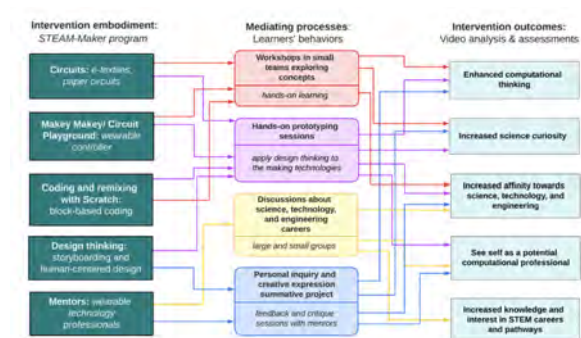 Intervention embodiment:
STEAM-Maker program
Mediating processes:
Learners' behaviors
Intervention outcomes:
Video analysis & assessments
Circuits: e-textiles,
paper circuits
Makey Makey/ Circuit
Playground: wearable
controller
Coding and remixing
with Scratch:
block-based coding
Design thinking:
storyboarding and
human-centered design
Mentors: wearable
technology
professionals
Workshops in small
teams exploring
concepts
hands-on learning
Hands-on prototyping
sessions
apply design thinking to
the making technologies
Discussions about
science, technology,
and engineering
careers
large and small groups
Personal inquiry and
creative expression
summative project
feedback and critique
sessions with mentors
Enhanced computational
thinking
Increased science curiosity
Increased affinity towards
science, technology, and
engineering
See self as a potential
computational professional
Increased knowledge and
interest in STEM careers
and pathways